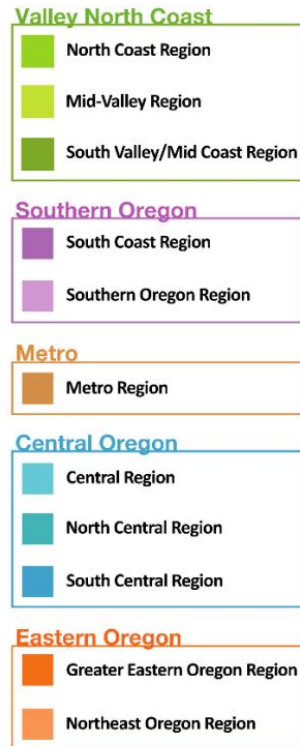 Valley North Coast
North Coast Region
Mid-Valley Region
South Valley/Mid Coast Region
Southern Oregon
South Coast Region
Southern Oregon Region
Metro
Metro Region
Central Oregon
Central Region
North Central Region
South Central Region
Eastern Oregon
Greater Eastern Oregon Region
Northeast Oregon Region